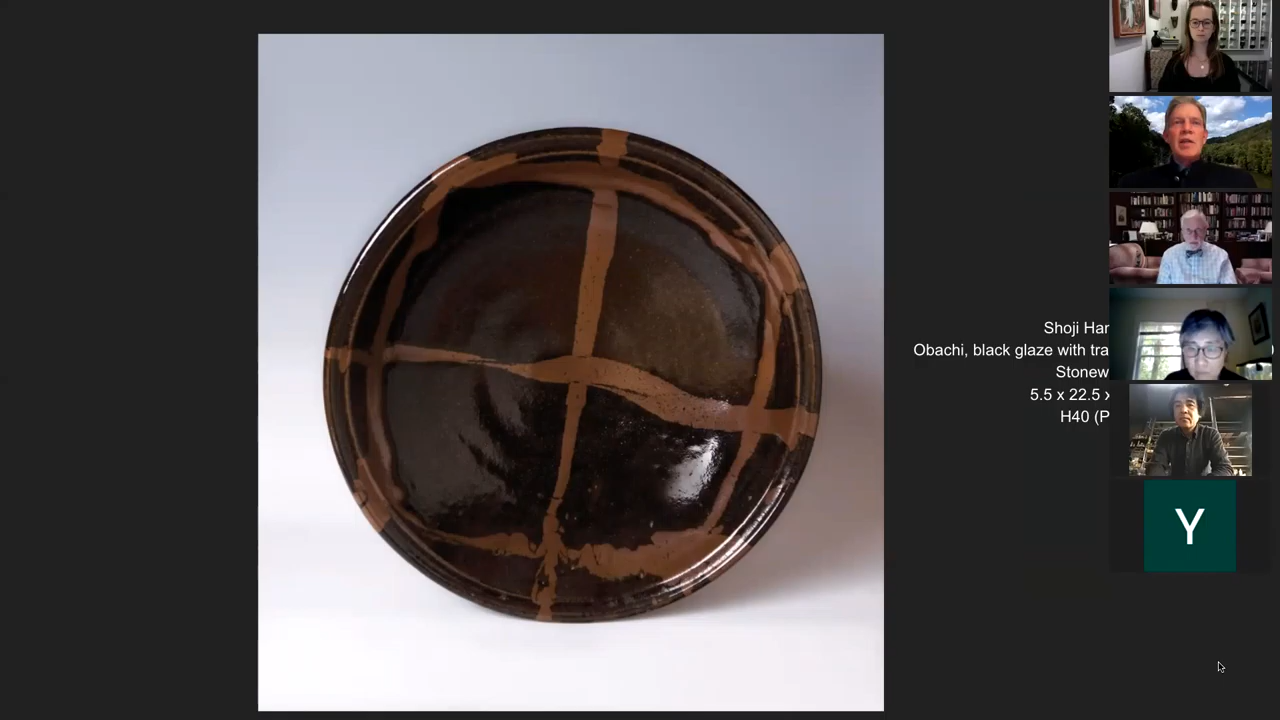 Shoji Har
Obachi, black glaze with tra
Stonew
5.5 x 22.5 x
H40 (P
Y